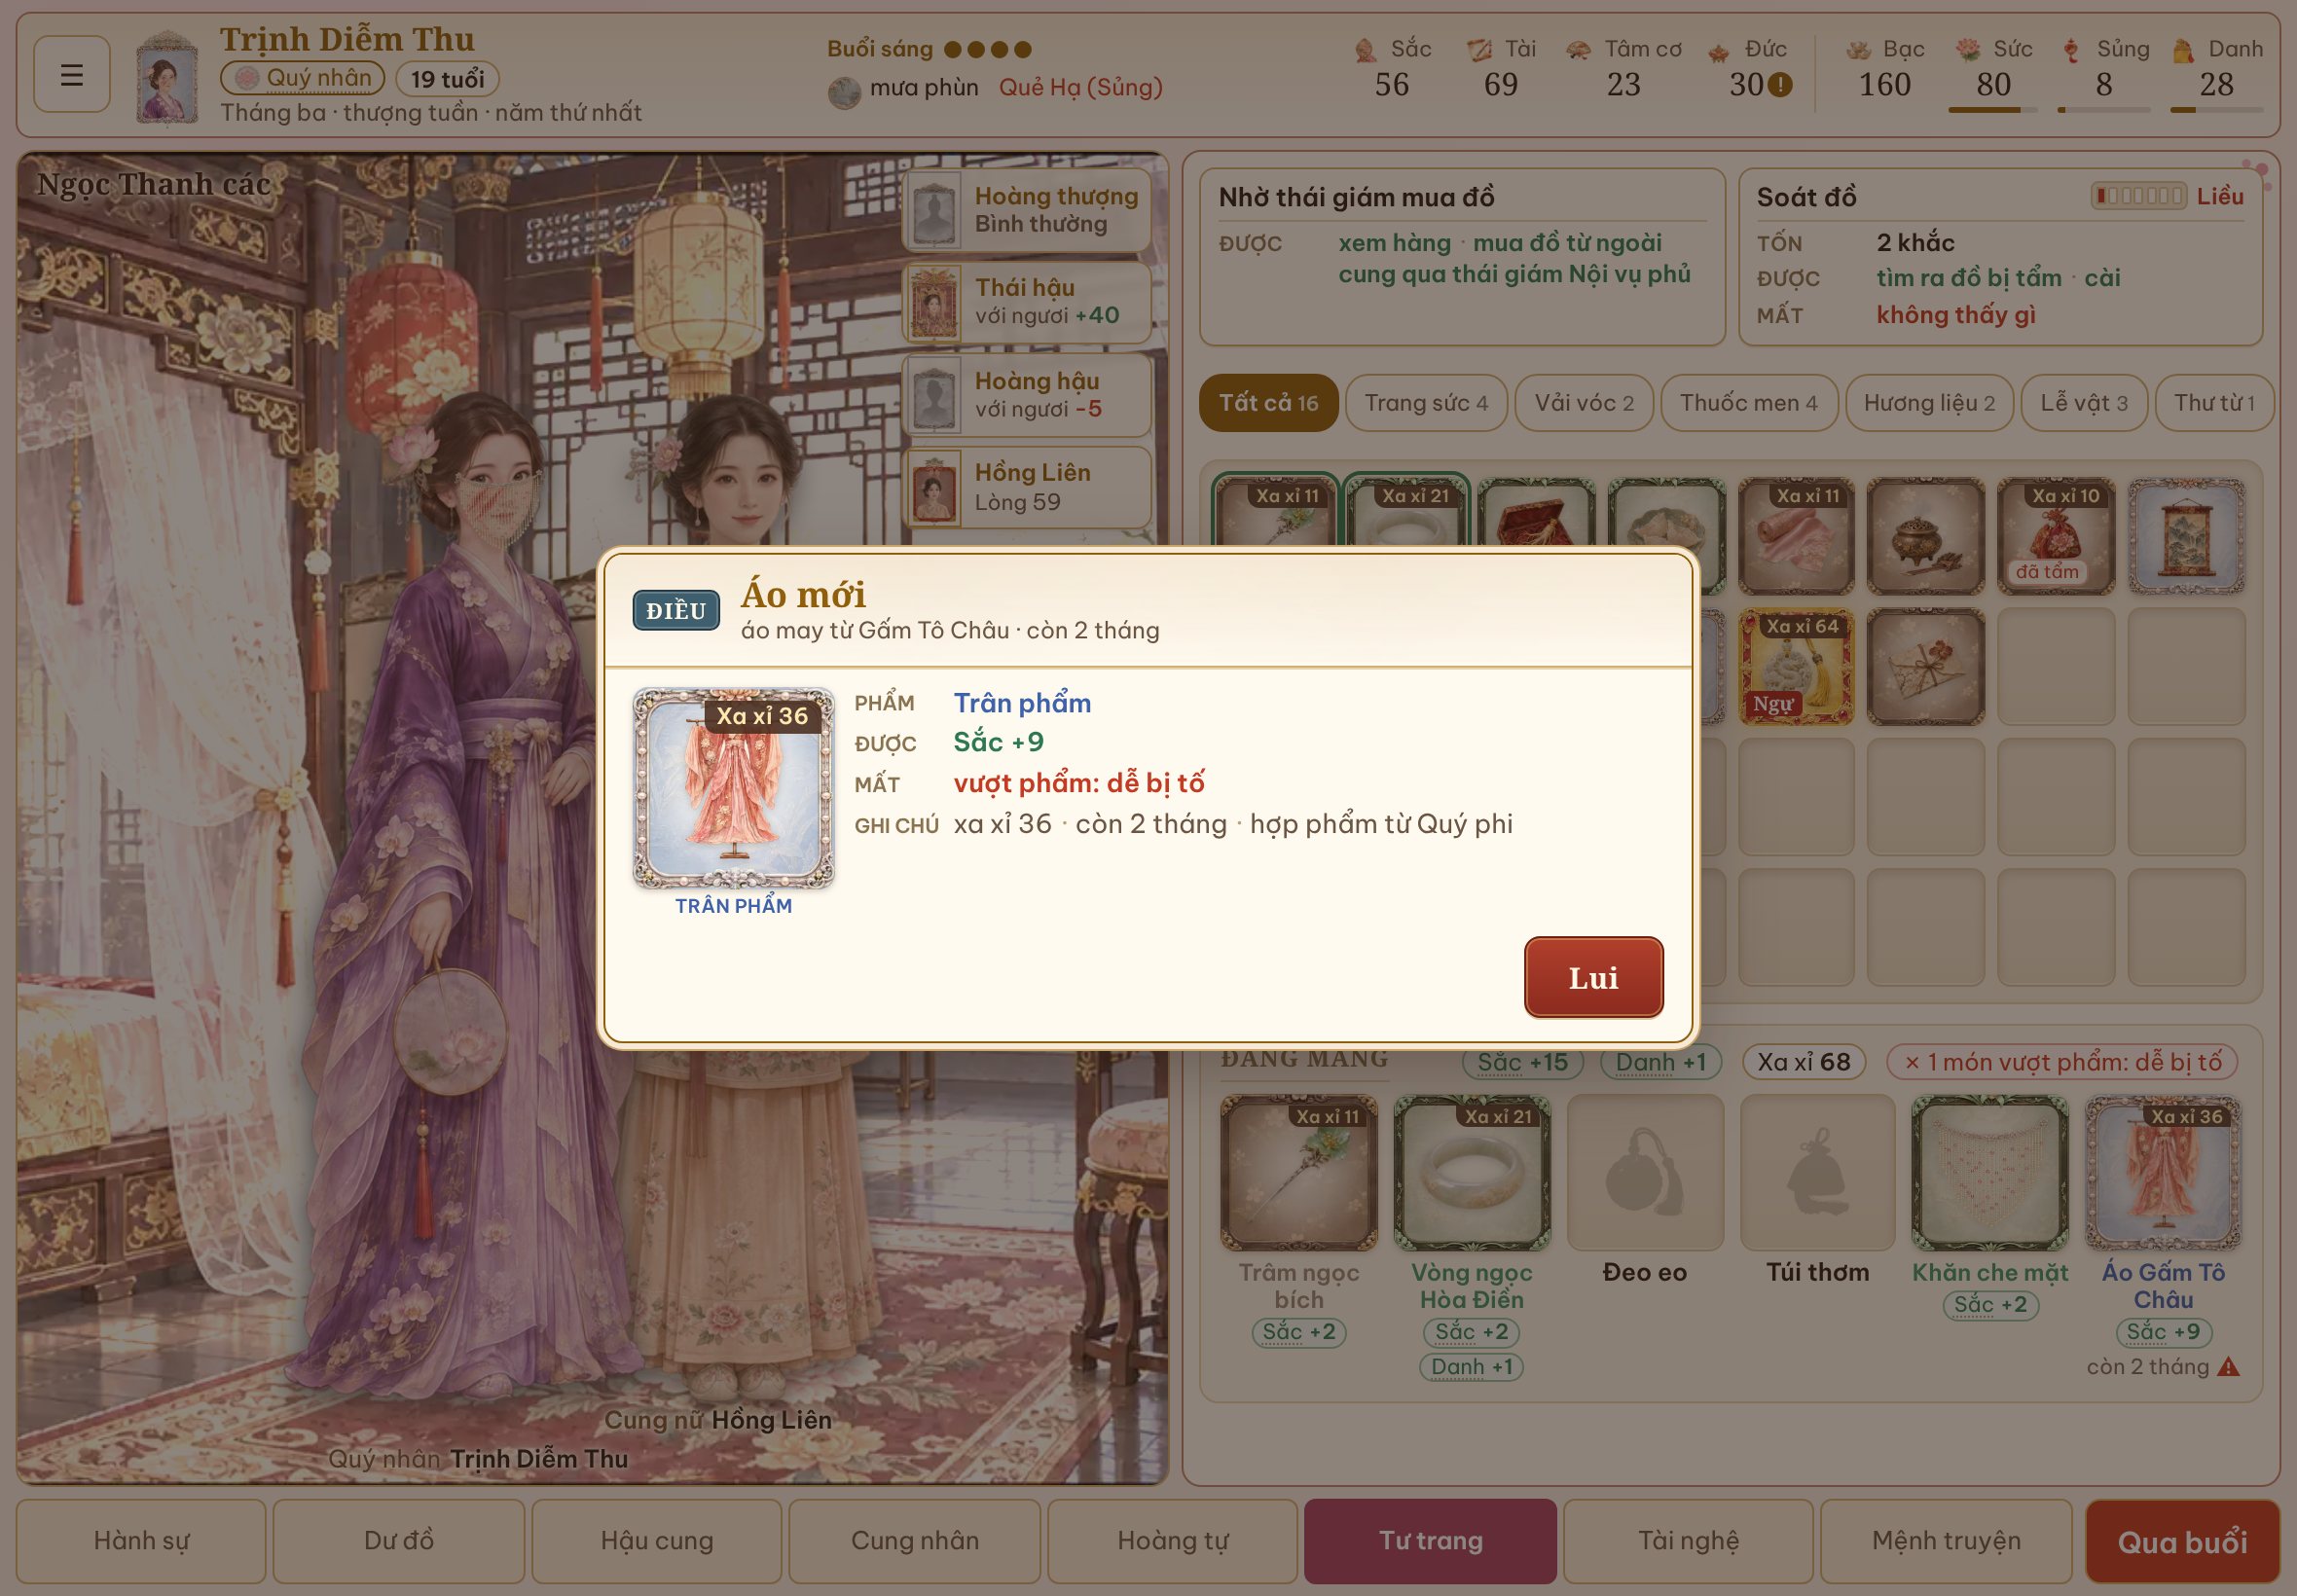 ☰
Trịnh Diễm Thu
Quý nhân
19 tuổi
Tháng ba · thượng tuần · năm thứ nhất
Buổi sáng
mưa phùn Quẻ Hạ (Sủng)
Sắc Tài Tâm cơ Đức Bạc Sức Sủng Danh
56 69 23 30 ! 160 80 8 28
Ngọc Thanh các
Hoàng thượng
Bình thường
Thái hậu
với ngươi +40
Hoàng hậu
với ngươi -5
Hồng Liên
Lòng 59
Nhờ thái giám mua đồ
ĐƯỢC xem hàng · mua đồ từ ngoài
cung qua thái giám Nội vụ phủ
Soát đồ Liều
TỐN 2 khắc
ĐƯỢC tìm ra đồ bị tẩm · cài
MẤT không thấy gì
Tất cả 16 Trang sức 4 Vải vóc 2 Thuốc men 4 Hương liệu 2 Lễ vật 3 Thư từ 1
Xa xỉ 11 Xa xỉ 21 Xa xỉ 11 Xa xỉ 10
đã tẩm
Xa xỉ 64
Ngự
ĐIỀU
Áo mới
áo may từ Gấm Tô Châu · còn 2 tháng
Xa xỉ 36
TRÂN PHẨM
PHẨM Trân phẩm
ĐƯỢC Sắc +9
MẤT vượt phẩm: dễ bị tố
GHI CHÚ xa xỉ 36 · còn 2 tháng · hợp phẩm từ Quý phi
Lui
ĐANG MANG Sắc +15 Danh +1 Xa xỉ 68 × 1 món vượt phẩm: dễ bị tố
Xa xỉ 11 Xa xỉ 21 Xa xỉ 36
Trâm ngọc bích
Sắc +2
Vòng ngọc Hòa Điền
Sắc +2
Danh +1
Đeo eo
Túi thơm
Khăn che mặt
Sắc +2
Áo Gấm Tô Châu
Sắc +9
còn 2 tháng
Cung nữ Hồng Liên
Quý nhân Trịnh Diễm Thu
Hành sự Dư đồ Hậu cung Cung nhân Hoàng tự Tư trang Tài nghệ Mệnh truyện Qua buổi